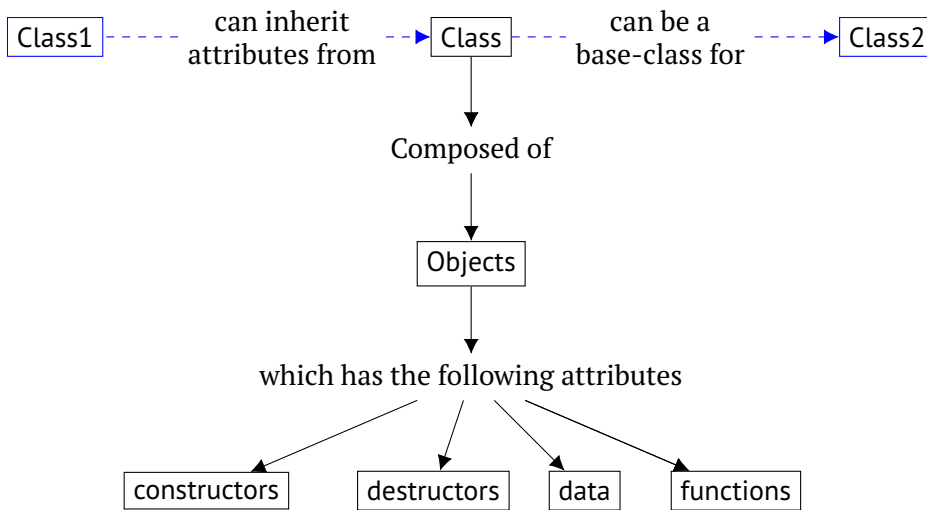 Class1
can inherit
attributes from
Class
can be a
base-class for
Class2
Composed of
Objects
which has the following attributes
constructors
destructors
data
functions